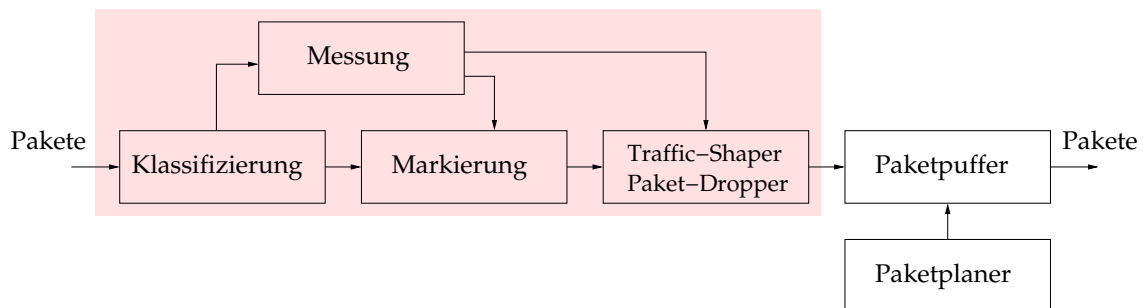 Messung
Pakete
Klassifizierung
Markierung
Traffic–Shaper
Paket–Dropper
Paketpuffer
Pakete
Paketplaner